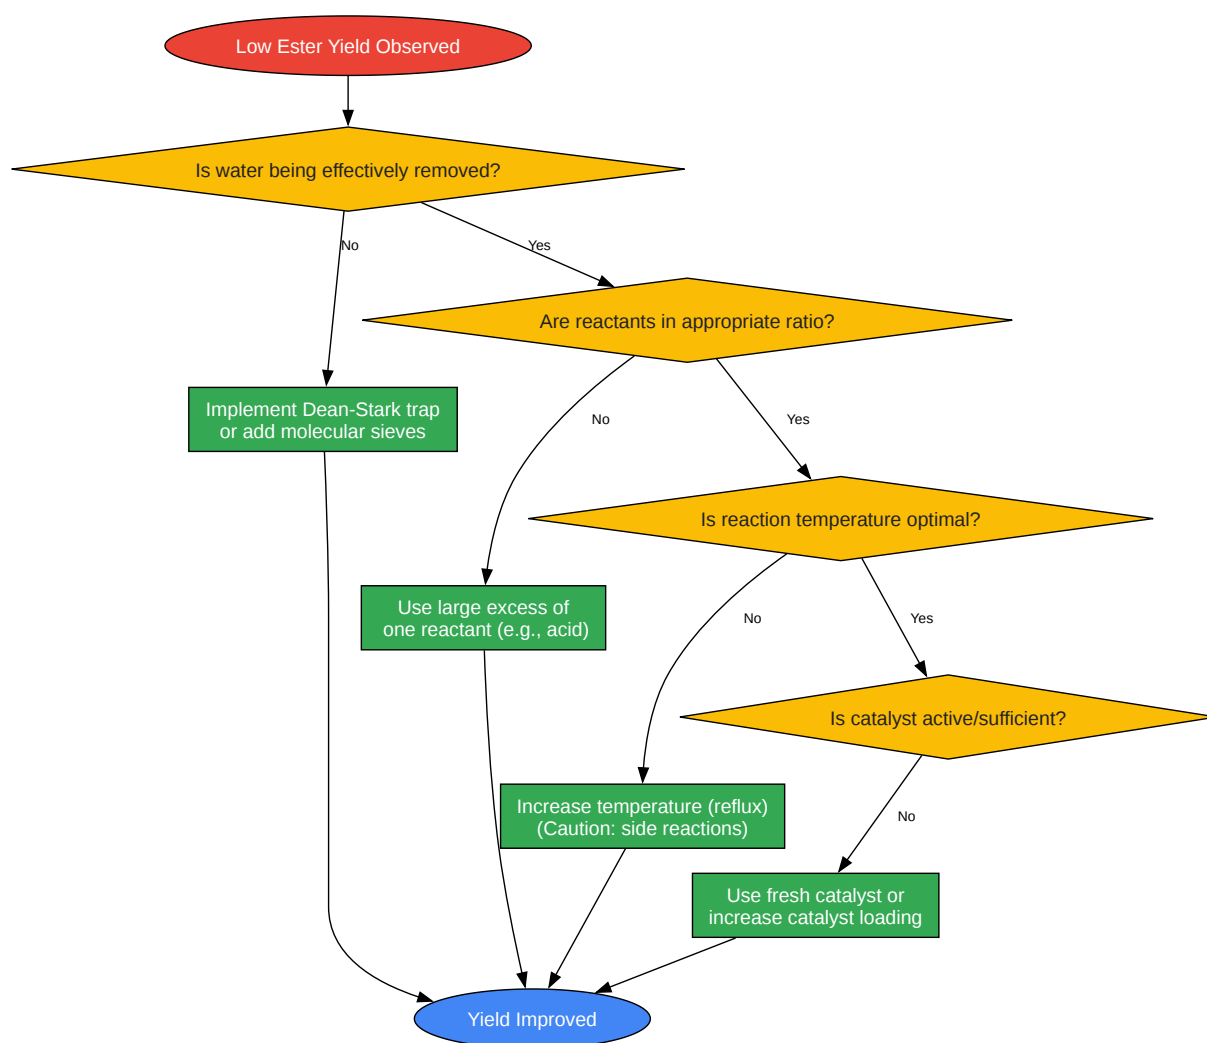 Low Ester Yield Observed
Is water being effectively removed?
No
Yes
Are reactants in appropriate ratio?
Implement Dean-Stark trap
or add molecular sieves
No
Yes
Is reaction temperature optimal?
Use large excess of
one reactant (e.g., acid)
No
Yes
Is catalyst active/sufficient?
Increase temperature (reflux)
(Caution: side reactions)
No
Use fresh catalyst or
increase catalyst loading
Yield Improved